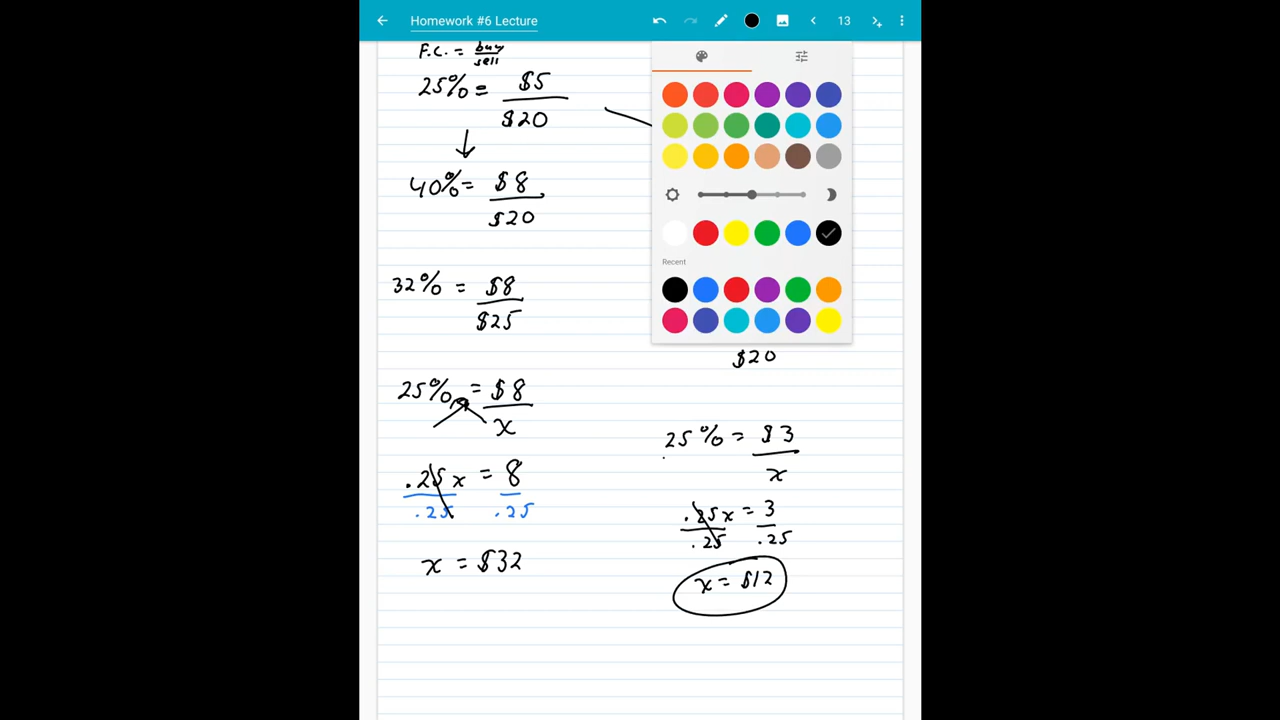 Homework #6 Lecture
13
F.C. = buy
sell
25% = $5
$20
40% = $8
$20
32% = $8
$25
25% = $8
x
.25x = 8
.25 .25
x = $32
Recent
$20
25% = $3
x
.25x = 3
.25 .25
x = $12